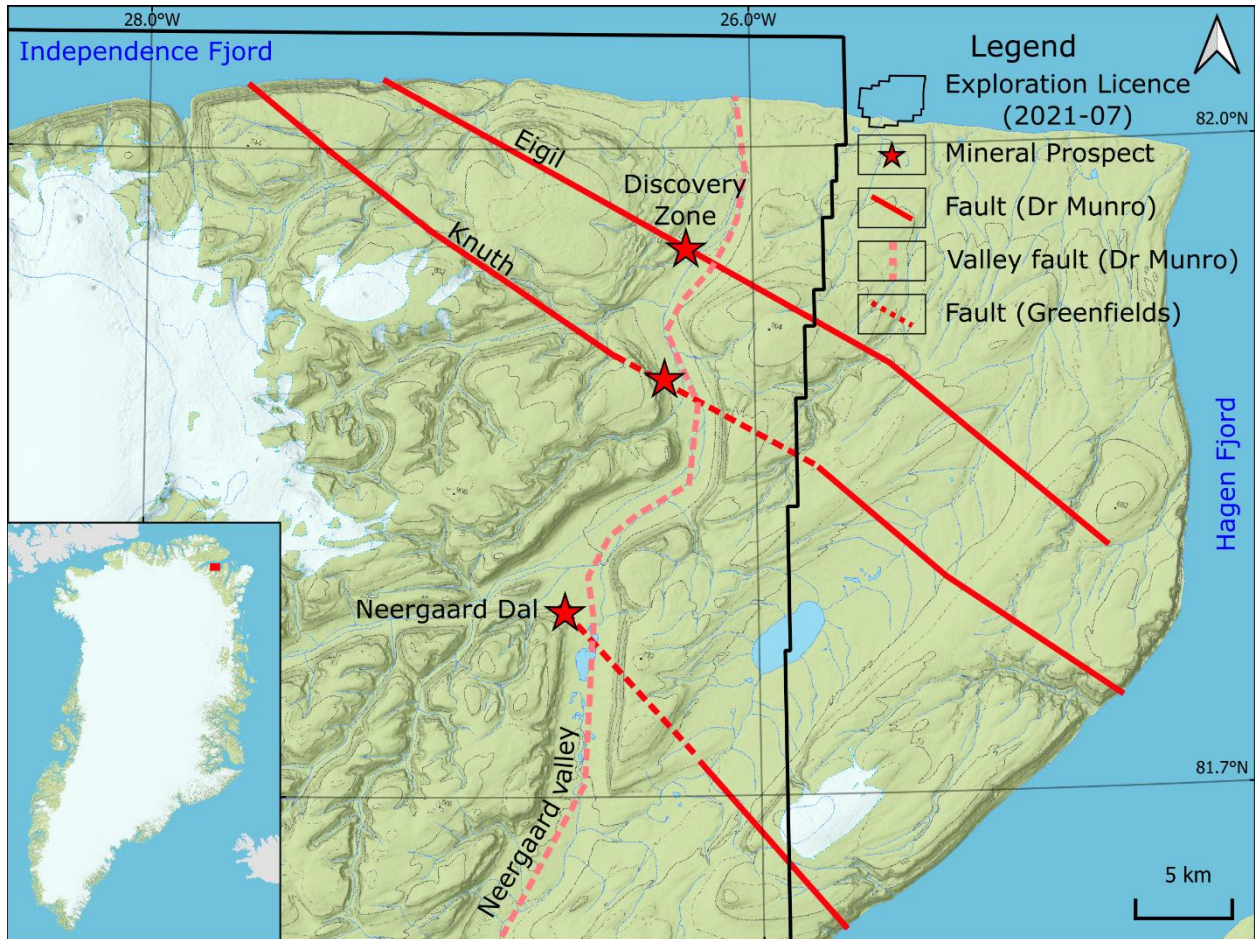 28.0°W
26.0°W
Independence Fjord
Legend
Exploration Licence
(2021-07)
82.0°N
Mineral Prospect
Eigil
Discovery
Zone
Fault (Dr Munro)
Knuth
Valley fault (Dr Munro)
Fault (Greenfields)
Hagen Fjord
Neergaard Dal
Neergaard valley
81.7°N
5 km